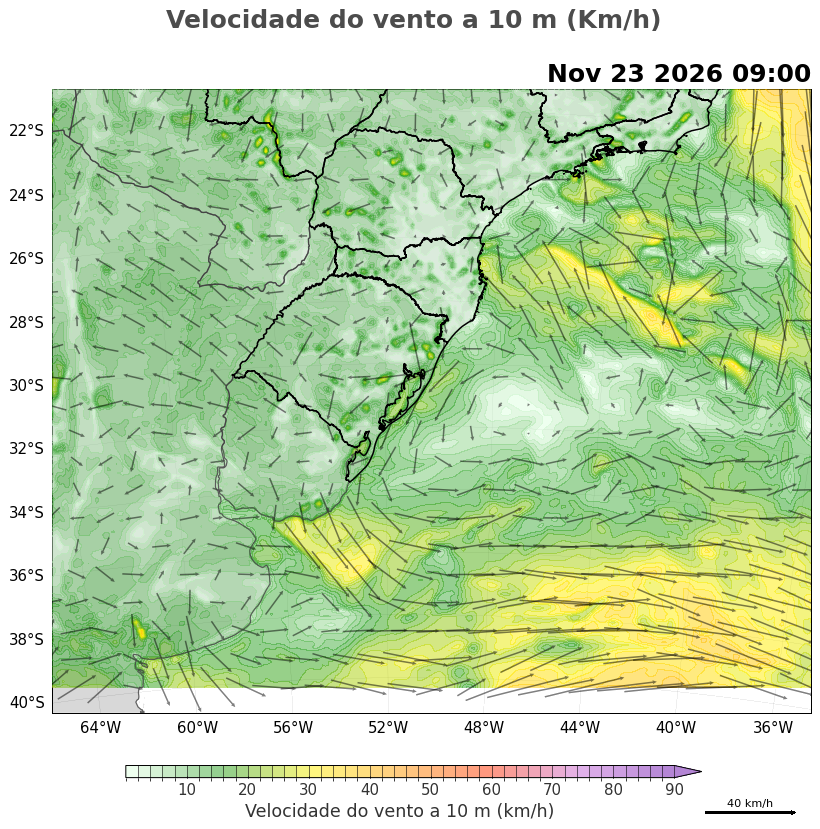 Velocidade do vento a 10 m (Km/h)
Nov 23 2026 09:00
22°S
24°S
26°S
28°S
30°S
32°S
34°S
36°S
38°S
40°S
64°W 60°W 56°W 52°W 48°W 44°W 40°W 36°W
10 20 30 40 50 60 70 80 90
40 km/h
Velocidade do vento a 10 m (km/h)